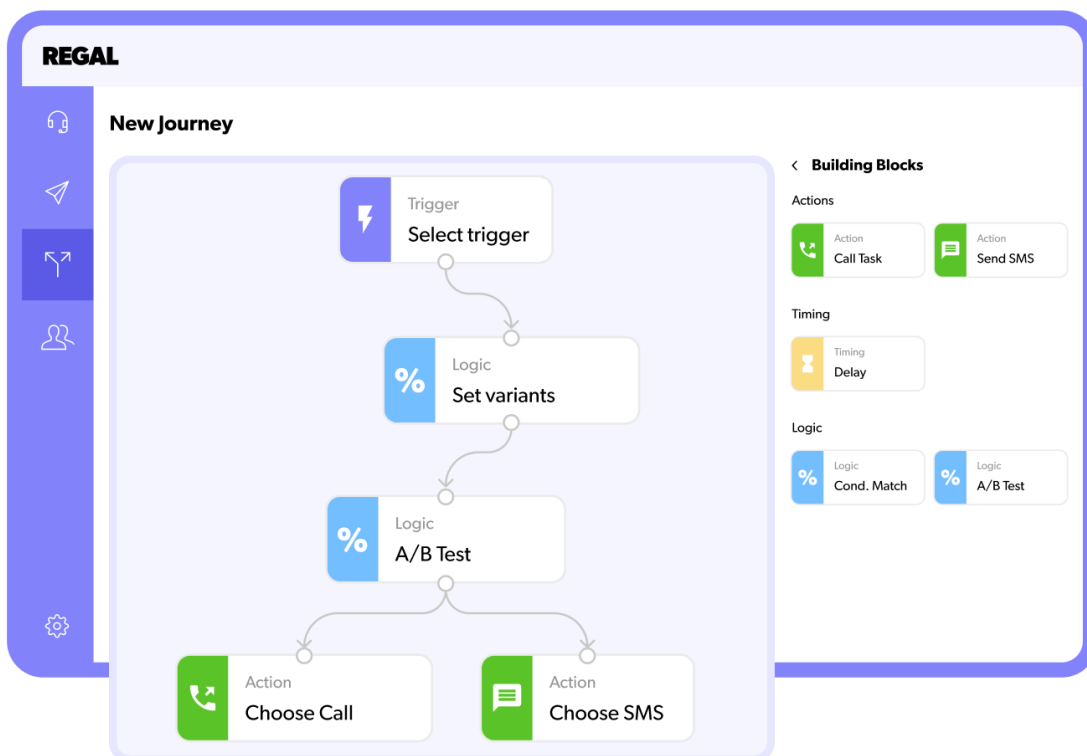 REGAL
New Journey
Trigger
Select trigger
Logic
Set variants
%
Logic
A/B Test
%
Action
Choose Call
Action
Choose SMS
Building Blocks
Actions
Action
Call Task
Action
Send SMS
Timing
Timing
Delay
Logic
%
Logic
Cond. Match
%
Logic
A/B Test